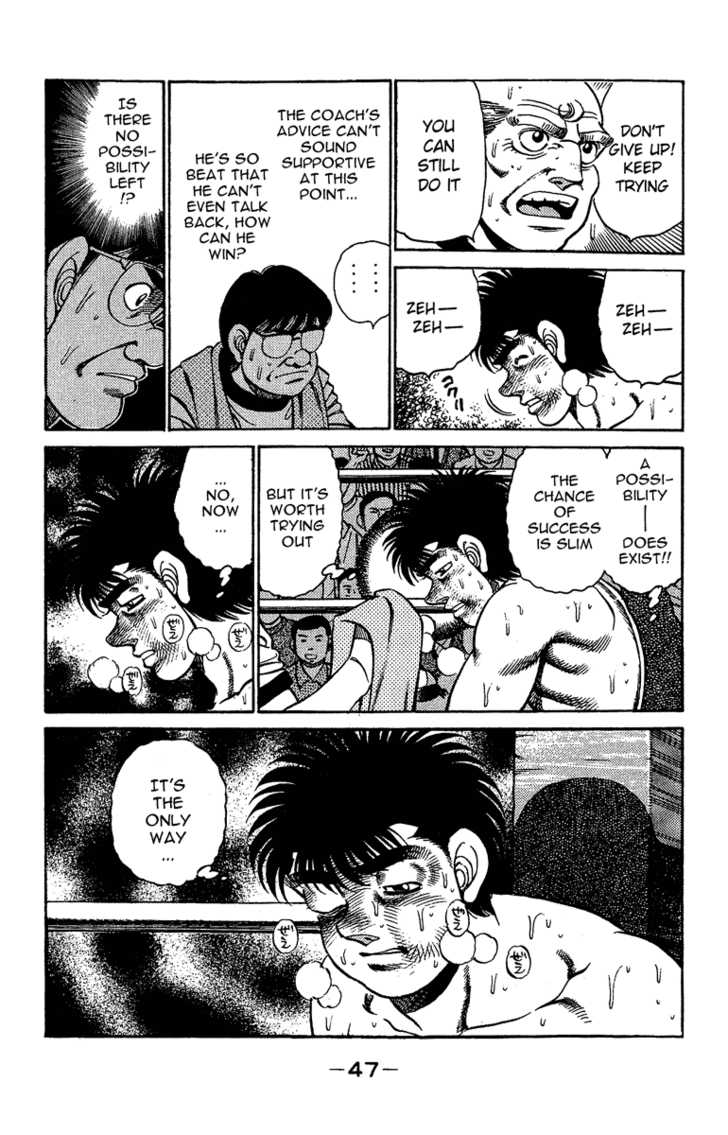 DON'T
GIVE UP!
KEEP
TRYING
YOU
CAN
STILL
DO IT
ZEH—
ZEH—
ZEH—
ZEH—
コクッ
THE COACH'S
ADVICE CAN'T
SOUND
SUPPORTIVE
AT THIS
POINT...
HE'S SO
BEAT THAT
HE CAN'T
EVEN TALK
BACK, HOW
CAN HE
WIN?
IS
THERE
NO
POSSI-
BILITY
LEFT
!?
A
POSSI-
BILITY
—
DOES
EXIST!!
THE
CHANCE
OF
SUCCESS
IS SLIM
BUT IT'S
WORTH
TRYING
OUT
...
NO,
NOW
...
IT'S
THE
ONLY
WAY
...
—47—